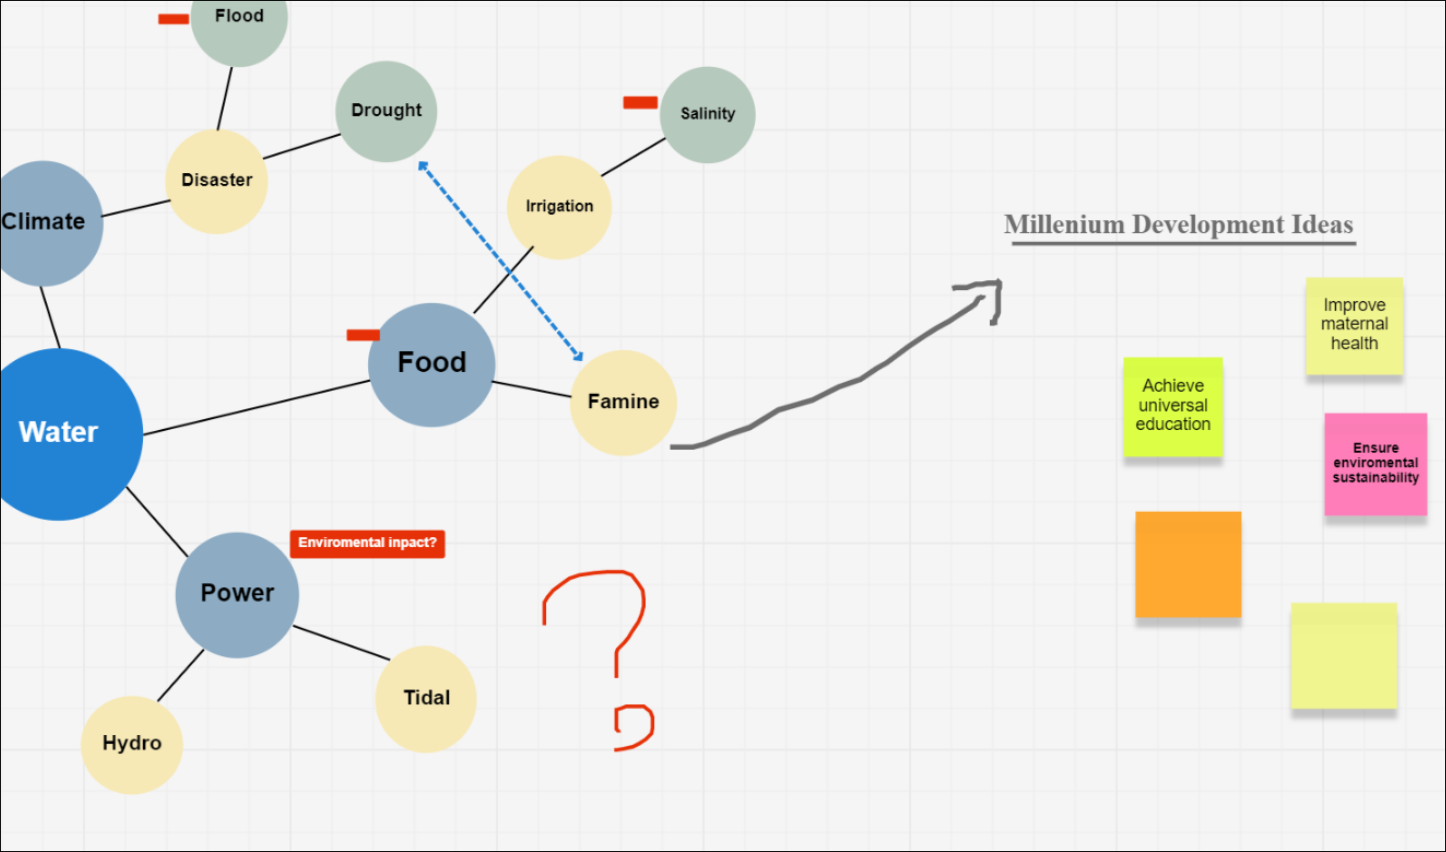 Flood
Drought
Salinity
Disaster
Irrigation
Climate
Millenium Development Ideas
Improve
maternal
health
Food
Famine
Achieve
universal
education
Water
Ensure
enviromental
sustainability
Enviromental inpact?
Power
?
Tidal
Hydro